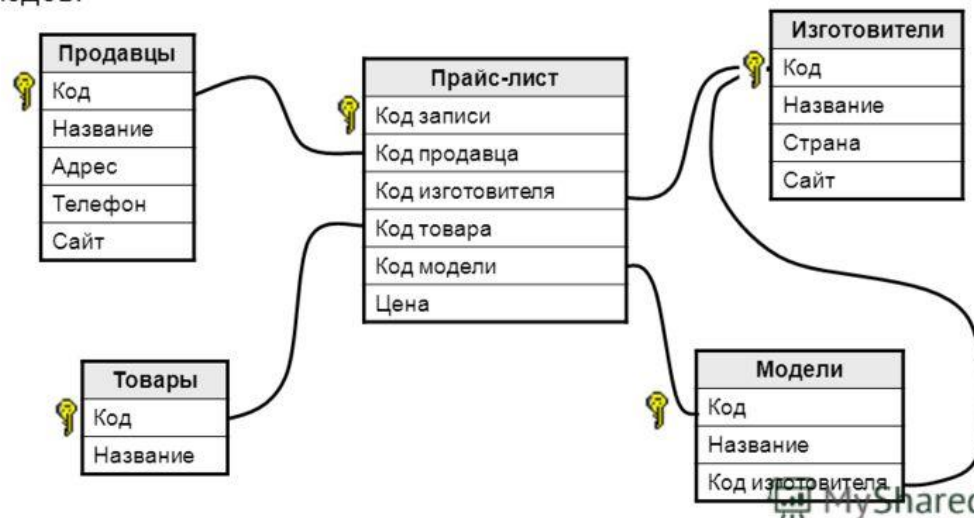 Продавцы
Код
Название
Адрес
Телефон
Сайт
Прайс-лист
Код записи
Код продавца
Код изготовителя
Код товара
Код модели
Цена
Изготовители
Код
Название
Страна
Сайт
Товары
Код
Название
Модели
Код
Название
Код изготовителя
MyShared